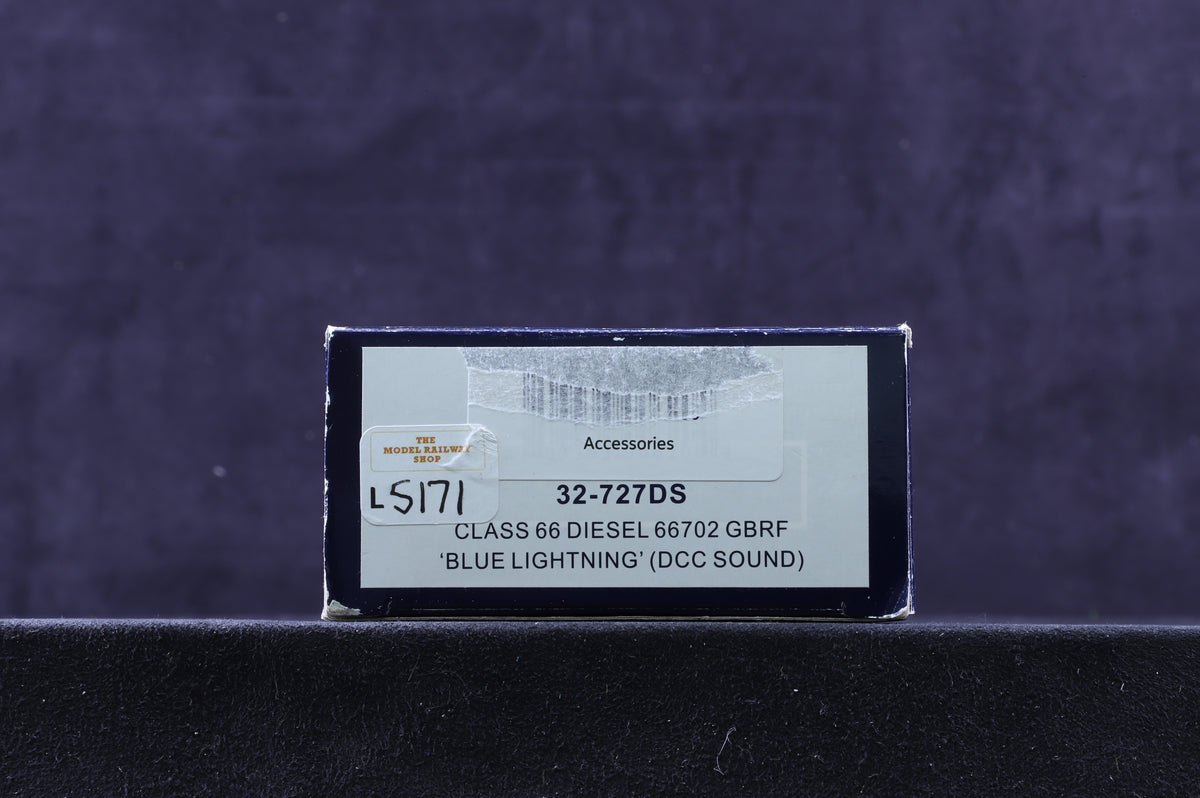 Accessories
THE
MODEL RAILWAY
SHOP
L5171
32-727DS
CLASS 66 DIESEL 66702 GBRF
‘BLUE LIGHTNING’ (DCC SOUND)